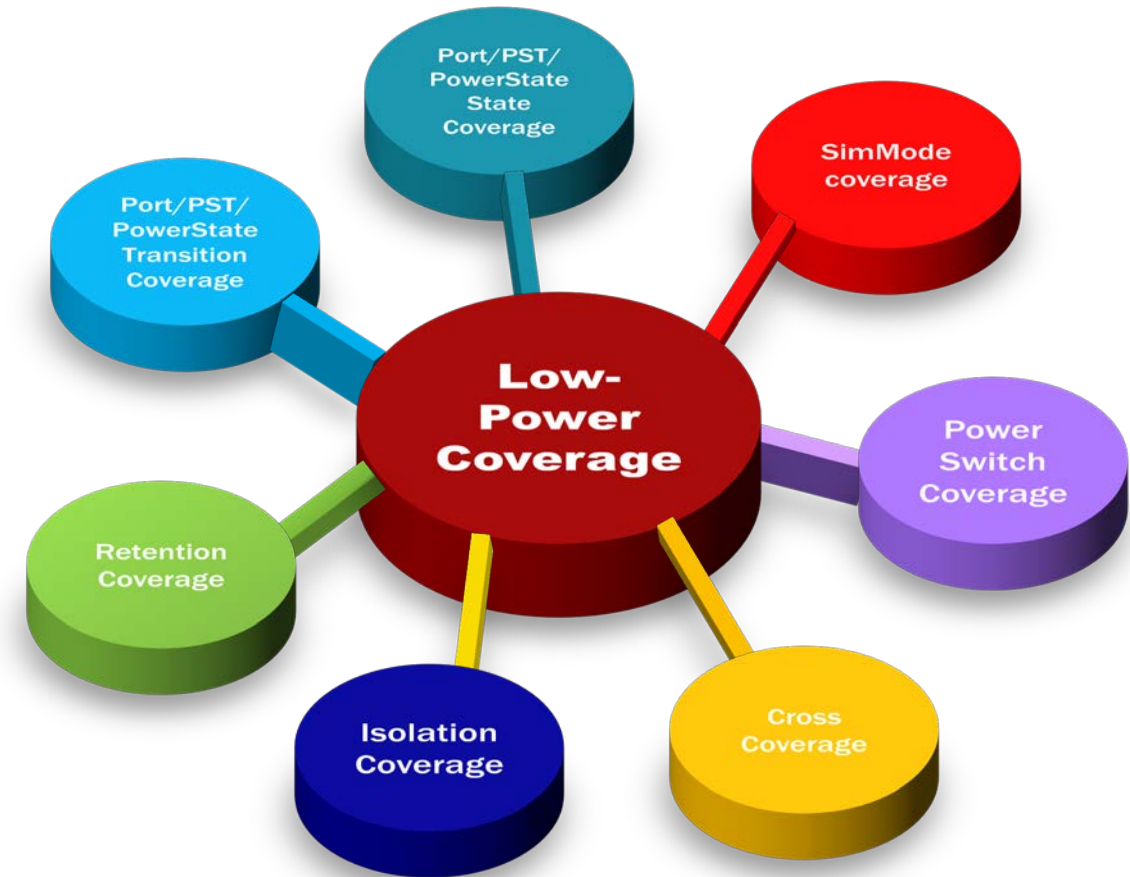 Port/PST/
PowerState
State
Coverage
SimMode
coverage
Port/PST/
PowerState
Transition
Coverage
Low-
Power
Coverage
Power
Switch
Coverage
Retention
Coverage
Isolation
Coverage
Cross
Coverage